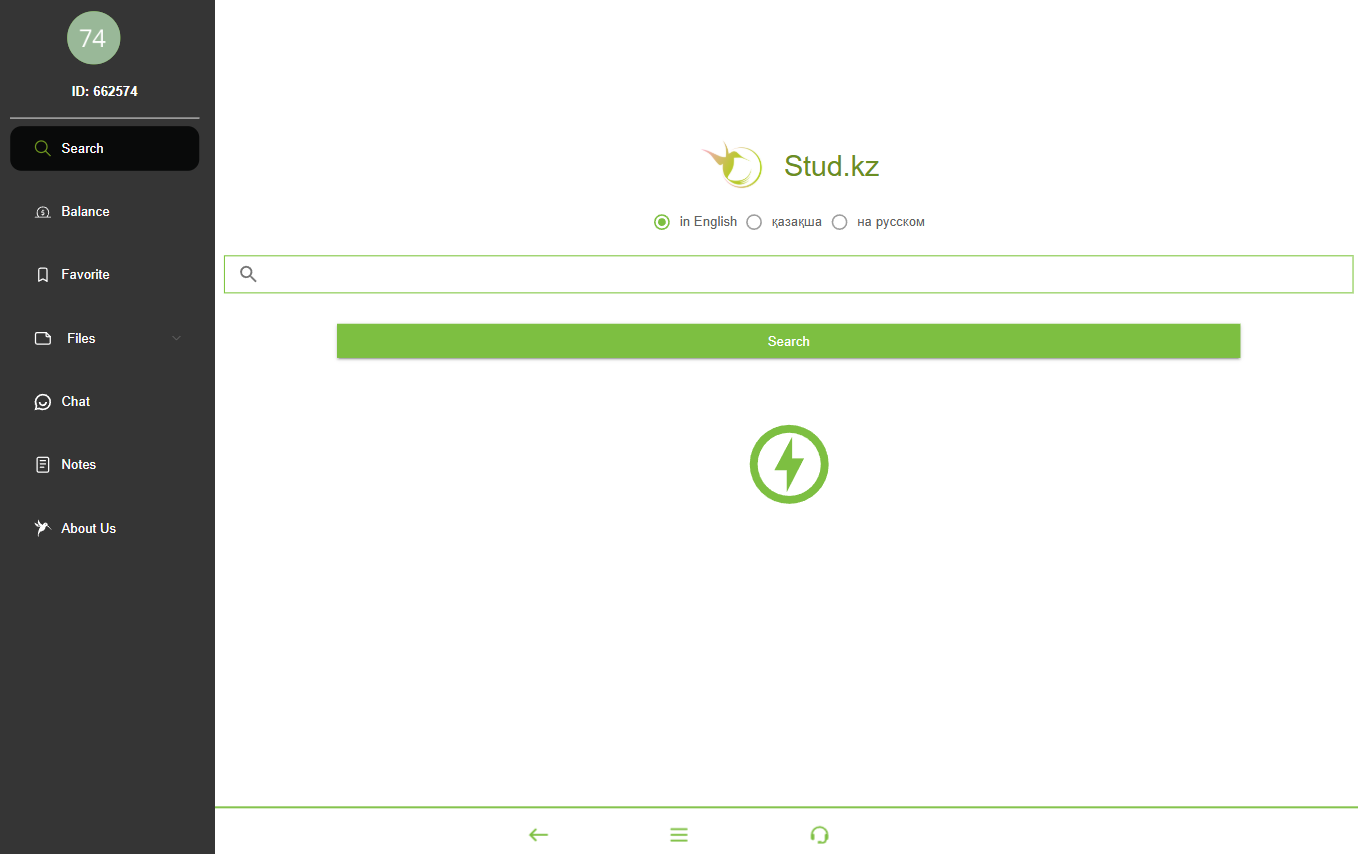 74
ID: 662574
Search
Balance
Favorite
Files
Chat
Notes
About Us
Stud.kz
in English қазақша на русском
Search